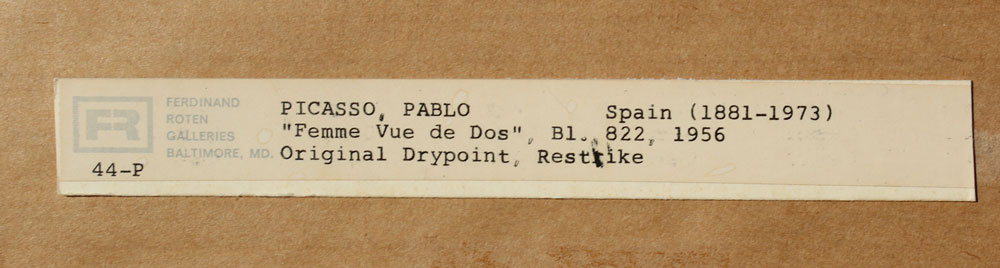 FR
FERDINAND
ROTEN
GALLERIES
BALTIMORE, MD.
44-P
PICASSO, PABLO Spain (1881-1973)
"Femme Vue de Dos", Bl. 822, 1956
Original Drypoint, Restrike